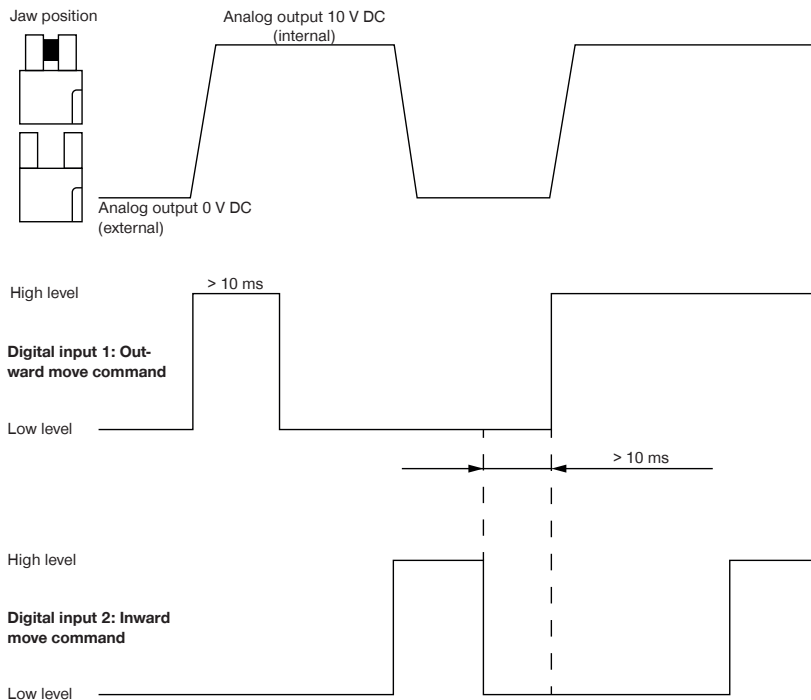 Jaw position
Analog output 10 V DC
(internal)
Analog output 0 V DC
(external)
High level
> 10 ms
Digital input 1: Out-
ward move command
Low level
> 10 ms
High level
Digital input 2: Inward
move command
Low level